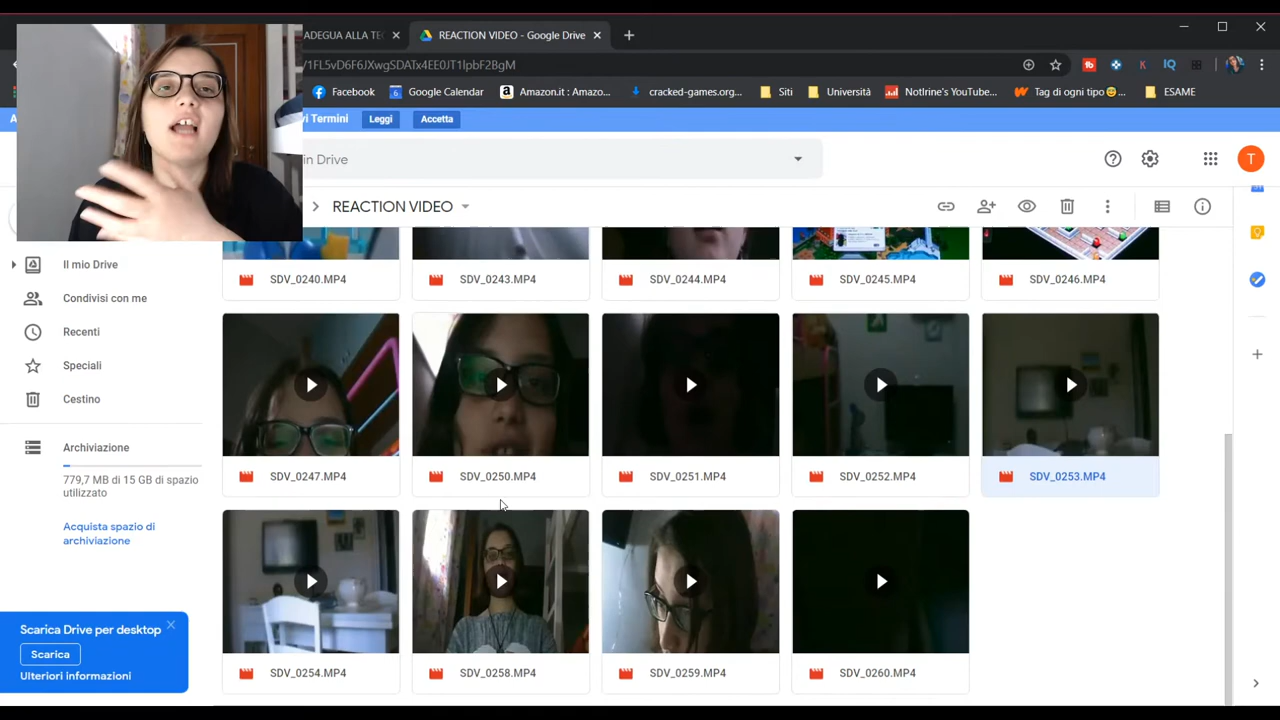 ADEGUA ALLA TE
REACTION VIDEO - Google Drive
/1FL5vD6F6JXwgSDATx4EE0JT1lpbF2BgM
Facebook
Google Calendar
Amazon.it : Amazo...
cracked-games.org...
Siti
Università
NotIrine's YouTube...
Tag di ogni tipo 😅...
ESAME
vi Termini
Leggi
Accetta
in Drive
T
REACTION VIDEO
Il mio Drive
Condivisi con me
Recenti
Speciali
Cestino
Archiviazione
779,7 MB di 15 GB di spazio
utilizzato
Acquista spazio di
archiviazione
Scarica Drive per desktop
Scarica
Ulteriori informazioni
SDV_0240.MP4
SDV_0243.MP4
SDV_0244.MP4
SDV_0245.MP4
SDV_0246.MP4
SDV_0247.MP4
SDV_0250.MP4
SDV_0251.MP4
SDV_0252.MP4
SDV_0253.MP4
SDV_0254.MP4
SDV_0258.MP4
SDV_0259.MP4
SDV_0260.MP4